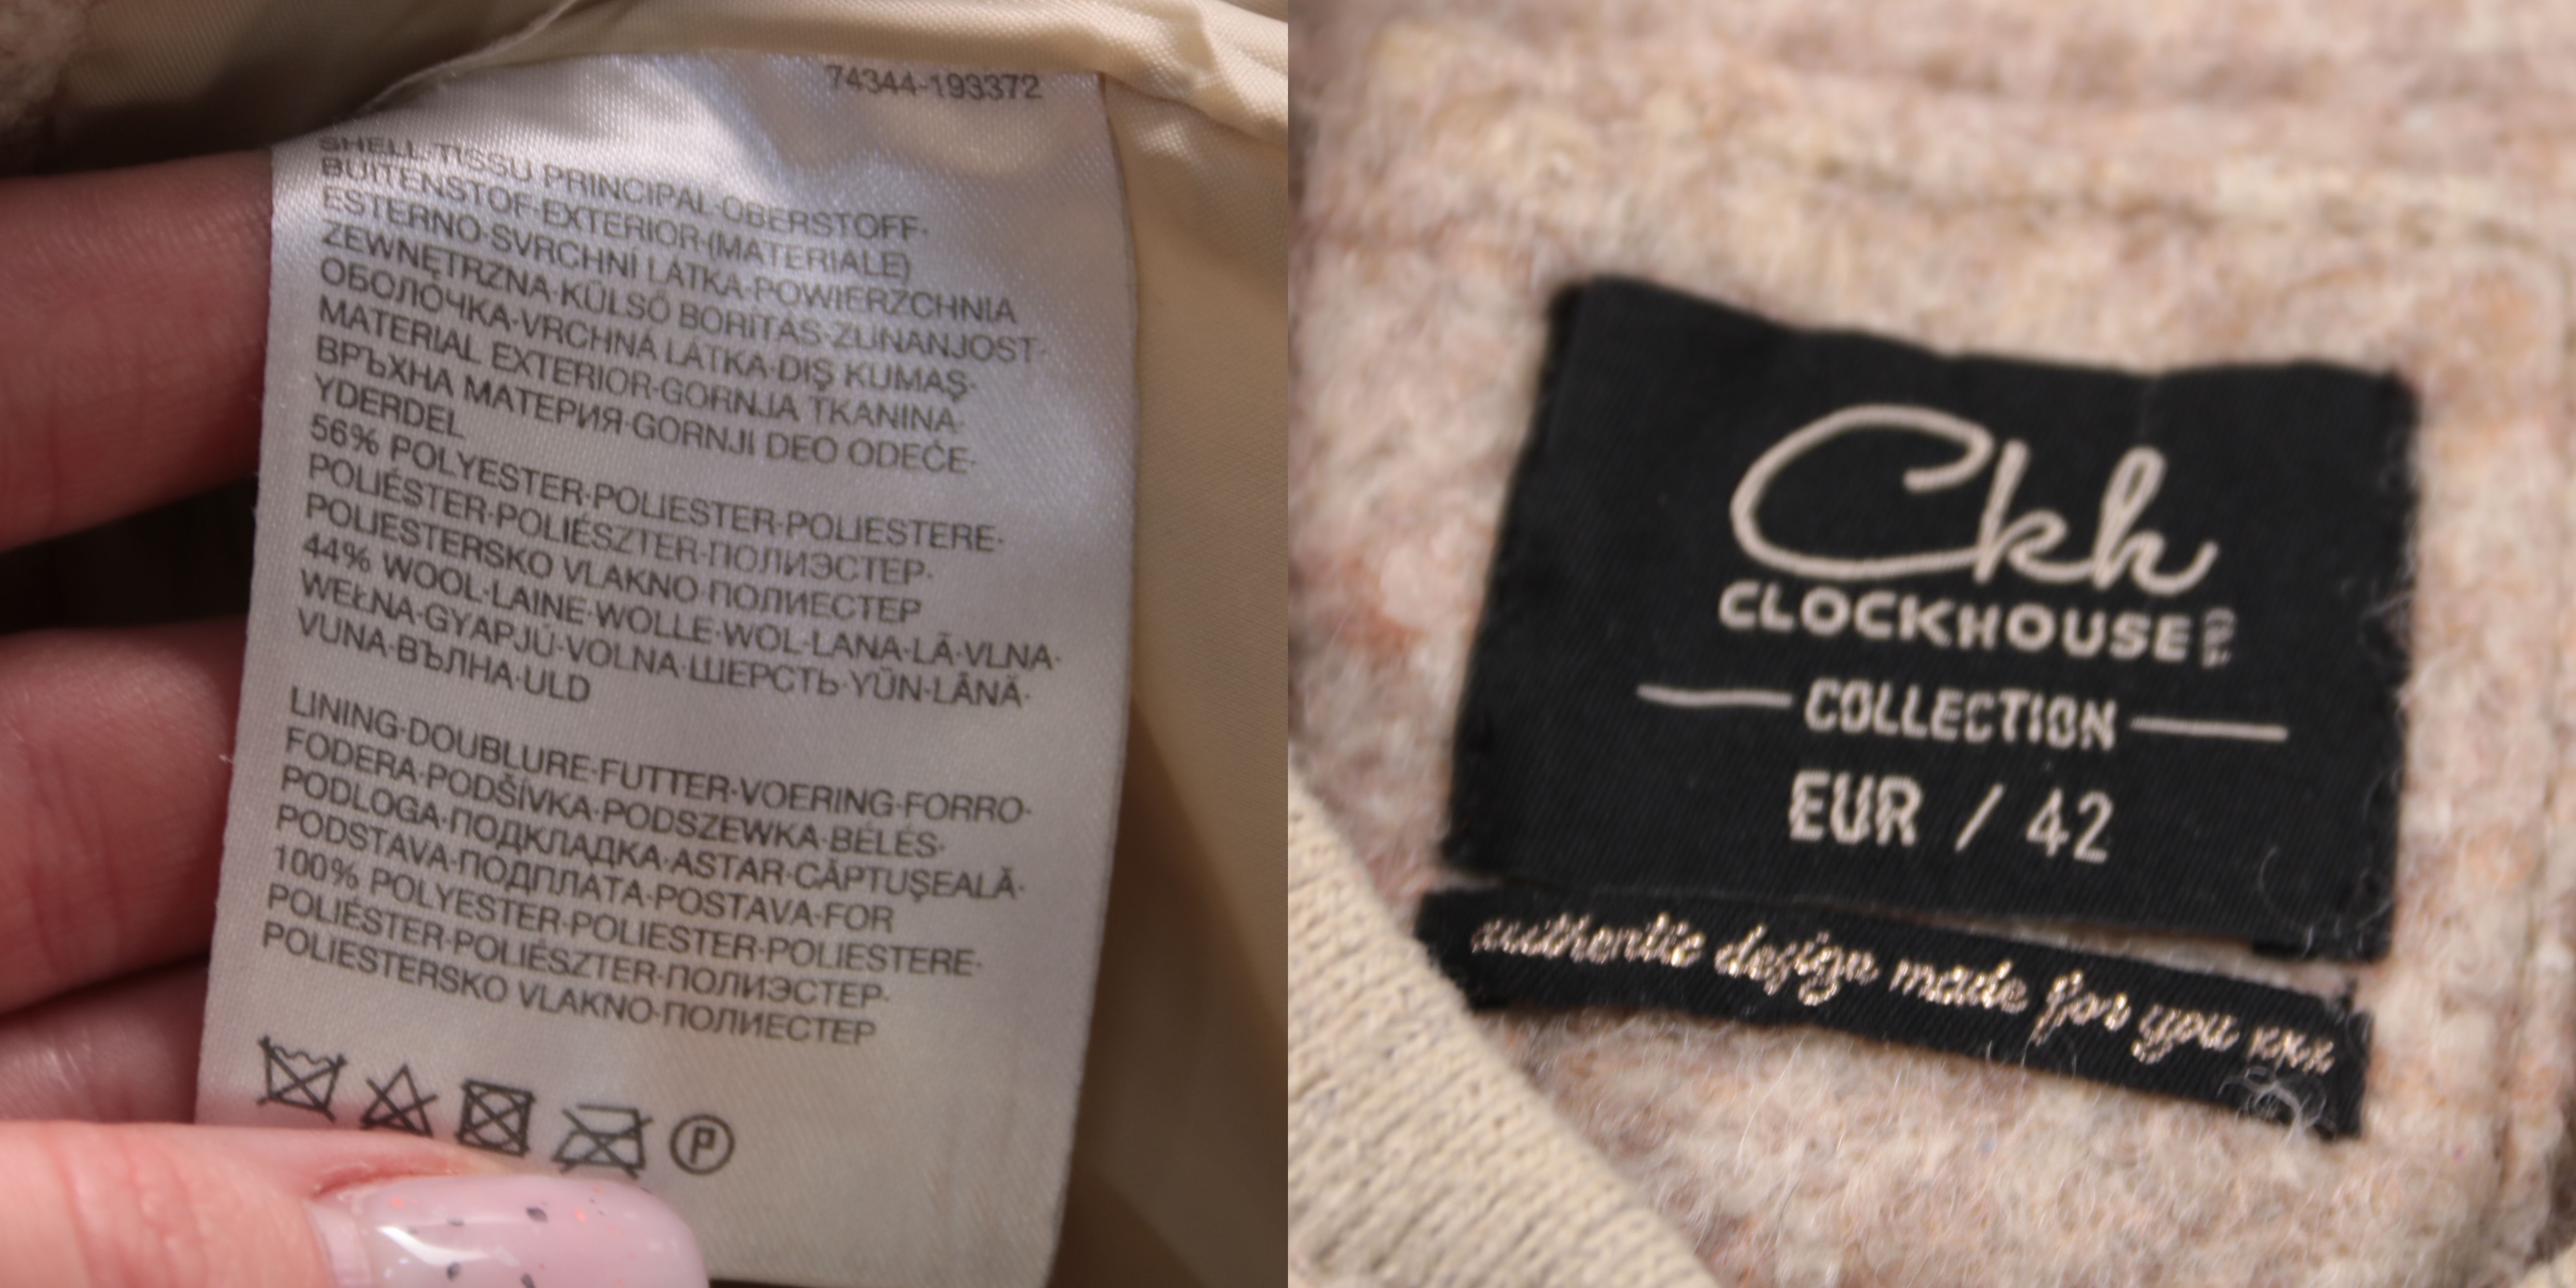 74344-193372
SHELL·TISSU PRINCIPAL·OBERSTOFF·
BUITENSTOF·EXTERIOR·(MATERIALE)
ESTERNO·SVRCHNÍ LÁTKA·POWIERZCHNIA
ZEWNĘTRZNA·KÜLSŐ BORÍTÁS·ZUNANJOST·
ОБОЛОЧКА·VRCHNÁ LÁTKA·DIŞ KUMAŞ·
MATERIAL EXTERIOR·GORNJA TKANINA·
ВРЪХНА МАТЕРИЯ·GORNJI DEO ODEĆE·
YDERDEL
56% POLYESTER·POLIESTER·POLIESTERE·
POLIÉSTER·POLIÉSZTER·ПОЛИЭСТЕР·
POLIESTERSKO VLAKNO·ПОЛИЕСТЕР
44% WOOL·LAINE·WOLLE·WOL·LANA·LÃ·VLNA·
WEŁNA·GYAPJÚ·VOLNA·ШЕРСТЬ·YÜN·LÂNĂ·
VUNA·ВЪЛНА·ULD
LINING·DOUBLURE·FUTTER·VOERING·FORRO·
FODERA·PODŠÍVKA·PODSZEWKA·BÉLÉS·
PODLOGA·ПОДКЛАДКА·ASTAR·CĂPTUŞEALĂ·
PODSTAVA·ПОДПЛАТА·POSTAVA·FOR
100% POLYESTER·POLIESTER·POLIESTERE·
POLIÉSTER·POLIÉSZTER·ПОЛИЭСТЕР·
POLIESTERSKO VLAKNO·ПОЛИЕСТЕР
P
Ckh
CLOCKHOUSE
COLLECTION
EUR / 42
authentic design made for you xxx